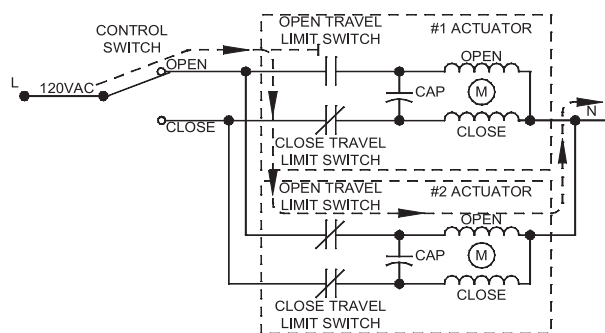 OPEN TRAVEL
LIMIT SWITCH
#1 ACTUATOR
CONTROL
SWITCH
OPEN
OPEN
L
120VAC
CAP
M
N
CLOSE
CLOSE
CLOSE TRAVEL
LIMIT SWITCH
OPEN TRAVEL
LIMIT SWITCH
#2 ACTUATOR
OPEN
CAP
M
CLOSE
CLOSE TRAVEL
LIMIT SWITCH